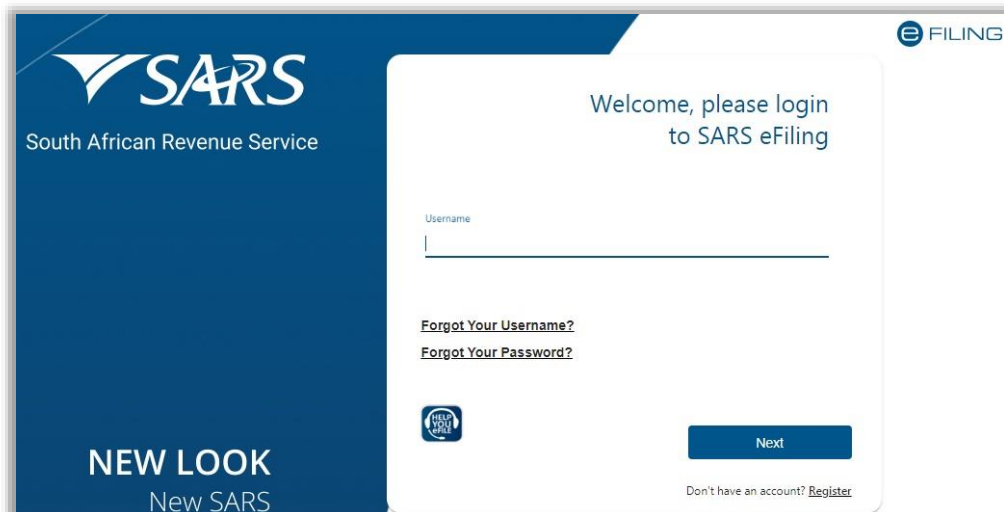 SARS
South African Revenue Service
NEW LOOK
New SARS
e FILING
Welcome, please login
to SARS eFiling
Username
Forgot Your Username?
Forgot Your Password?
HELP
YOU
eFILE
Next
Don't have an account? Register